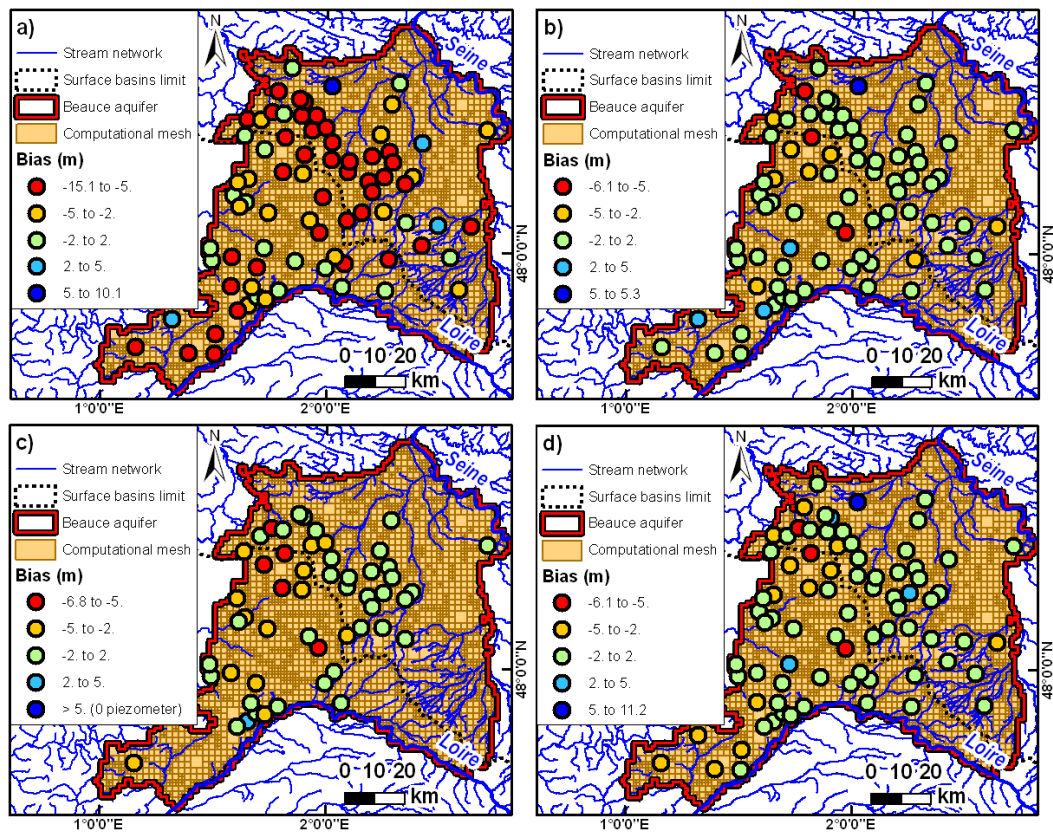 a)
N
Seine
Stream network
Surface basins limit
Beauce aquifer
Computational mesh
Bias (m)
-15.1 to -5.
-5. to -2.
-2. to 2.
2. to 5.
5. to 10.1
48°0'0"N
Loire
0 10 20
km
1°0'0"E
2°0'0"E
b)
N
Seine
Stream network
Surface basins limit
Beauce aquifer
Computational mesh
Bias (m)
-6.1 to -5.
-5. to -2.
-2. to 2.
2. to 5.
5. to 5.3
48°0'0"N
Loire
0 10 20
km
1°0'0"E
2°0'0"E
c)
N
Seine
Stream network
Surface basins limit
Beauce aquifer
Computational mesh
Bias (m)
-6.8 to -5.
-5. to -2.
-2. to 2.
2. to 5.
> 5. (0 piezometer)
48°0'0"N
Loire
0 10 20
km
1°0'0"E
2°0'0"E
d)
N
Seine
Stream network
Surface basins limit
Beauce aquifer
Computational mesh
Bias (m)
-6.1 to -5.
-5. to -2.
-2. to 2.
2. to 5.
5. to 11.2
48°0'0"N
Loire
0 10 20
km
1°0'0"E
2°0'0"E